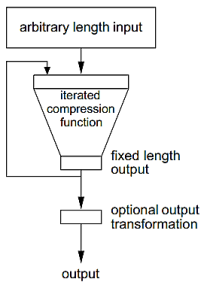 arbitrary length input
iterated
compression
function
fixed length
output
optional output
transformation
output